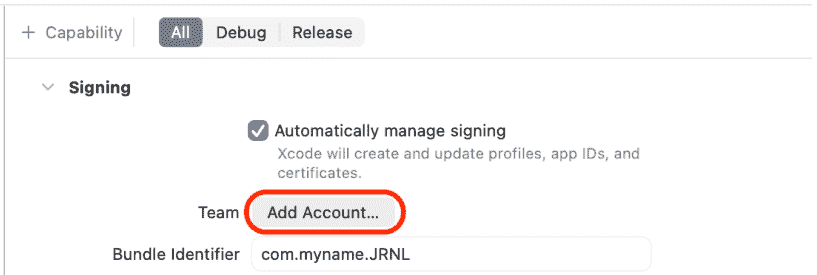 + Capability All Debug Release
Signing
Automatically manage signing
Xcode will create and update profiles, app IDs, and
certificates.
Team Add Account...
Bundle Identifier com.myname.JRNL